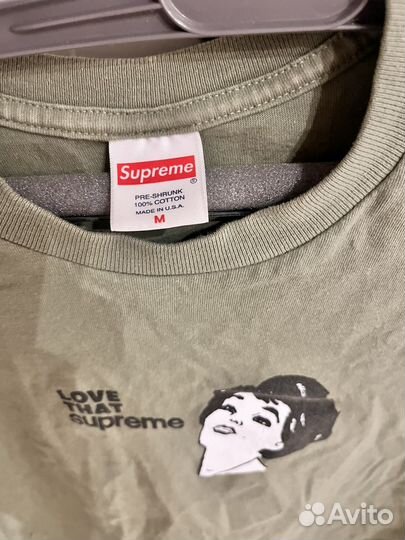 Supreme
®
PRE-SHRUNK
100% COTTON
MADE IN U.S.A.
M
LOVE
THAT
supreme
Avito